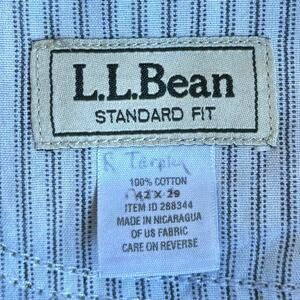 L.L.Bean
STANDARD FIT
R Tarpley
100% COTTON
42 X 29
ITEM ID 288344
MADE IN NICARAGUA
OF US FABRIC
CARE ON REVERSE